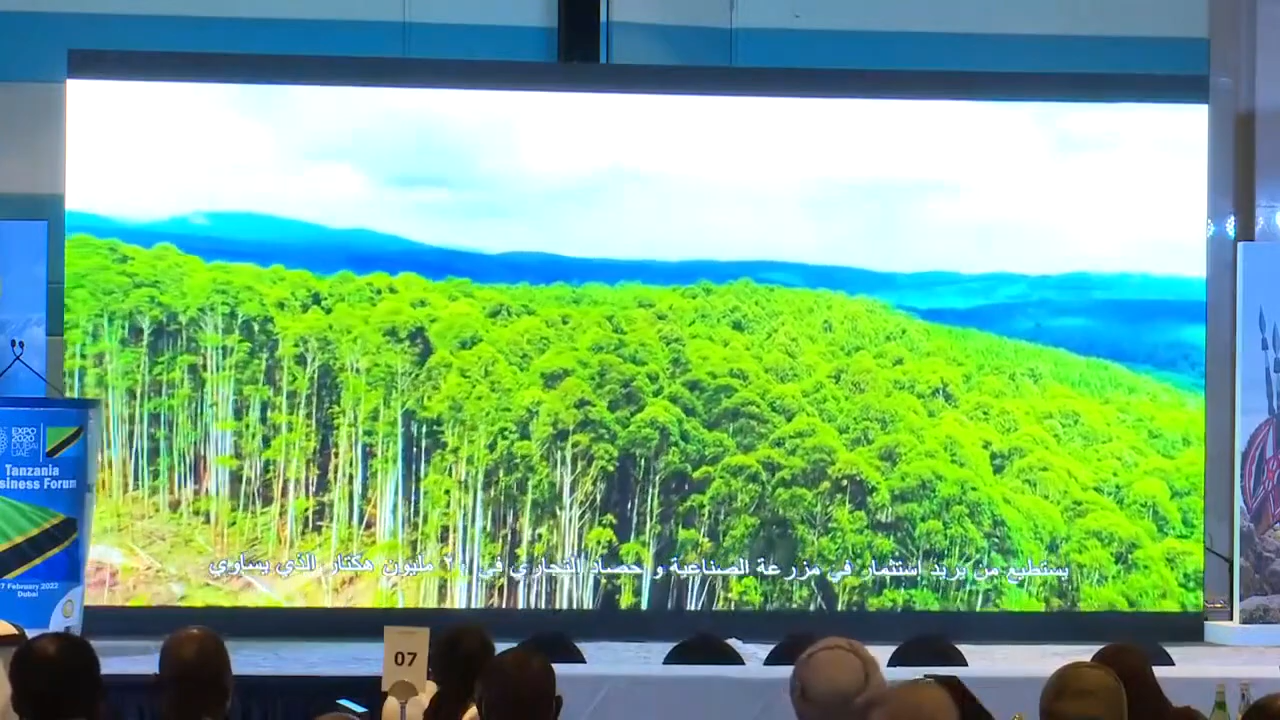 EXPO
2020
DUBAI
UAE
Tanzania
siness Forum
7 February 2022
Dubai
يستطيع من يريد استثمار في مزرعة الصناعية و حصاد التجاري في ٢٠ مليون هكتار الذي يساوي
07